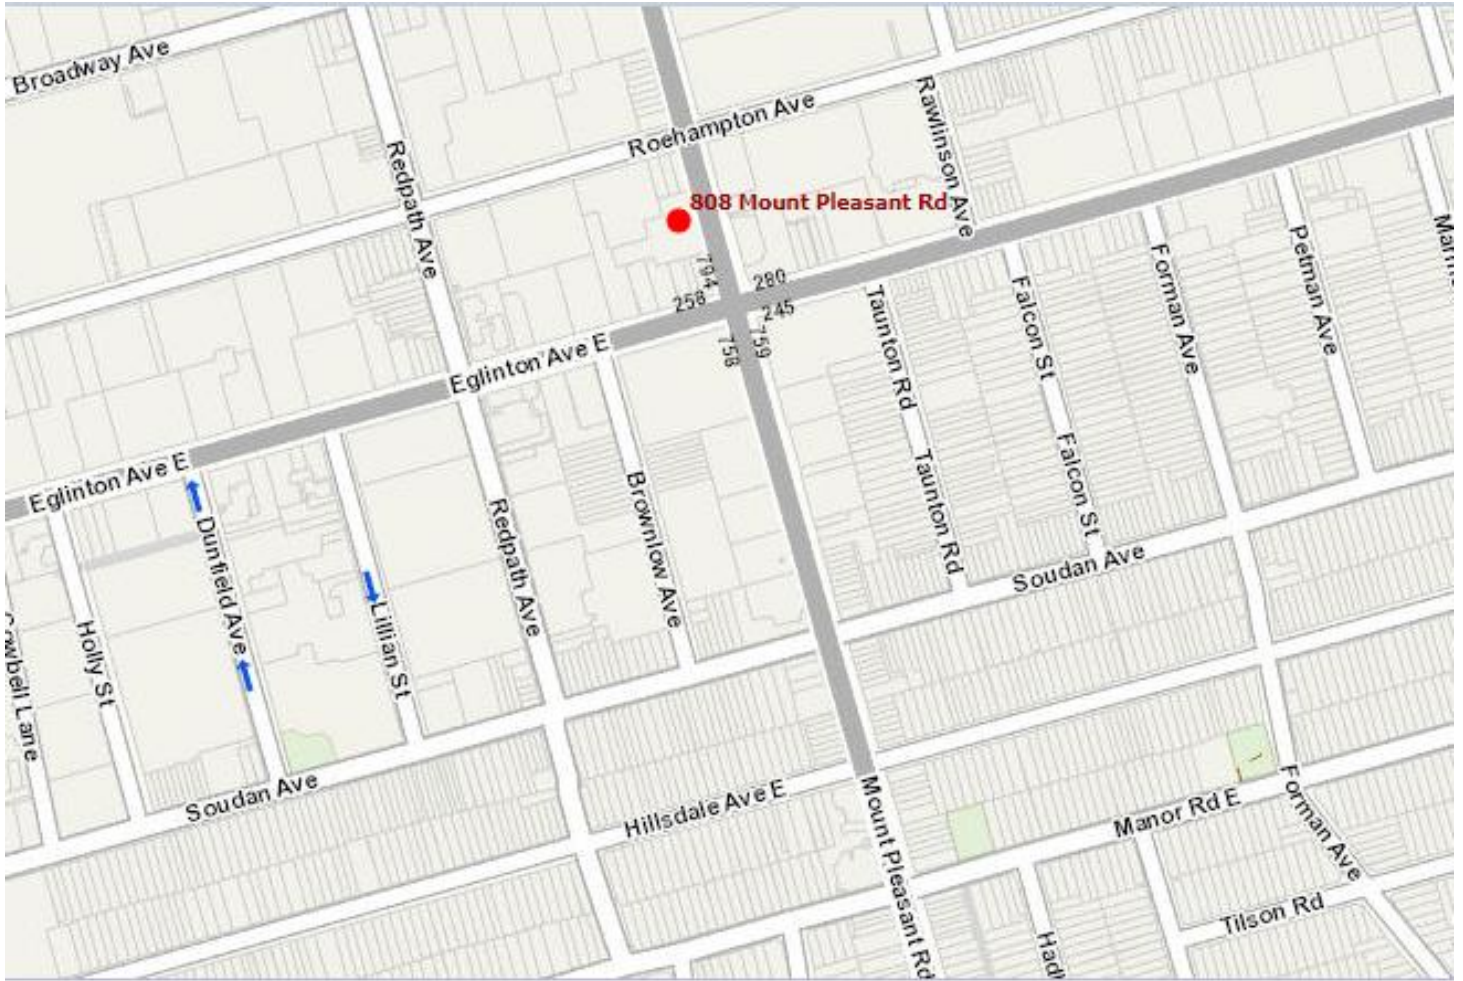 Broadway Ave
Roehampton Ave
Rawlinson Ave
Redpath Ave
808 Mount Pleasant Rd
794
280
258
245
758
759
Eglinton Ave E
Taunton Rd
Falcon St
Forman Ave
Petman Ave
Eglinton Ave E
Dunfield Ave
Lillian St
Redpath Ave
Brownlow Ave
Taunton Rd
Falcon St
Soudan Ave
Holly St
Lane
Soudan Ave
Hillsdale Ave E
Mount Pleasant Rd
Manor Rd E
Forman Ave
Tilson Rd